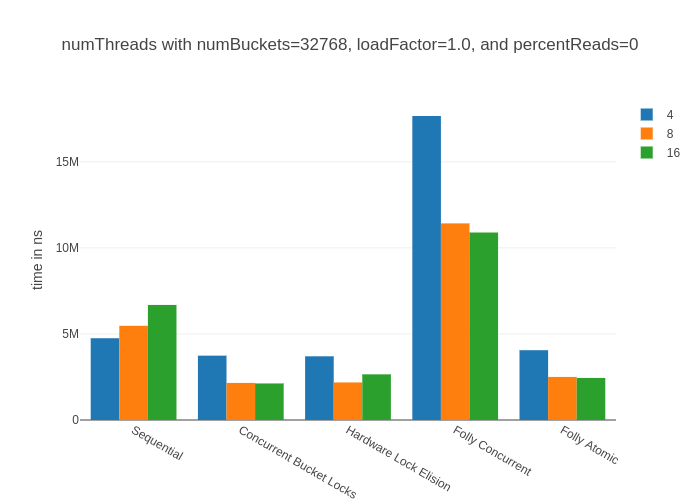 numThreads with numBuckets=32768, loadFactor=1.0, and percentReads=0
4
8
16
time in ns
15M
10M
5M
0
Sequential
Concurrent Bucket Locks
Hardware Lock Elision
Folly Concurrent
Folly Atomic